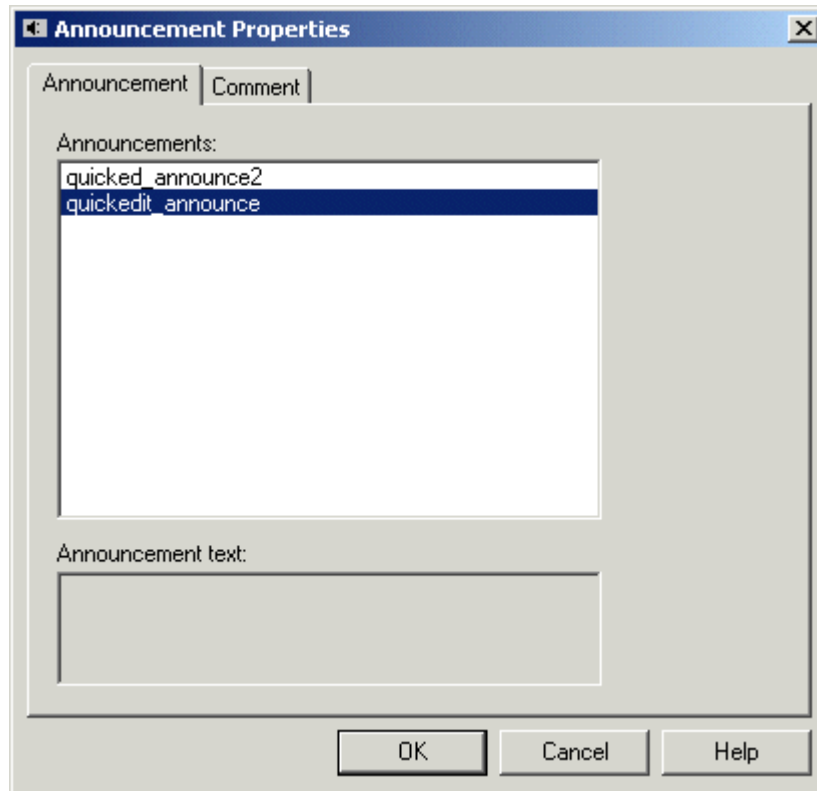 Announcement Properties
Announcement
Comment
Announcements:
quicked_announce2
quickedit_announce
Announcement text:
OK
Cancel
Help